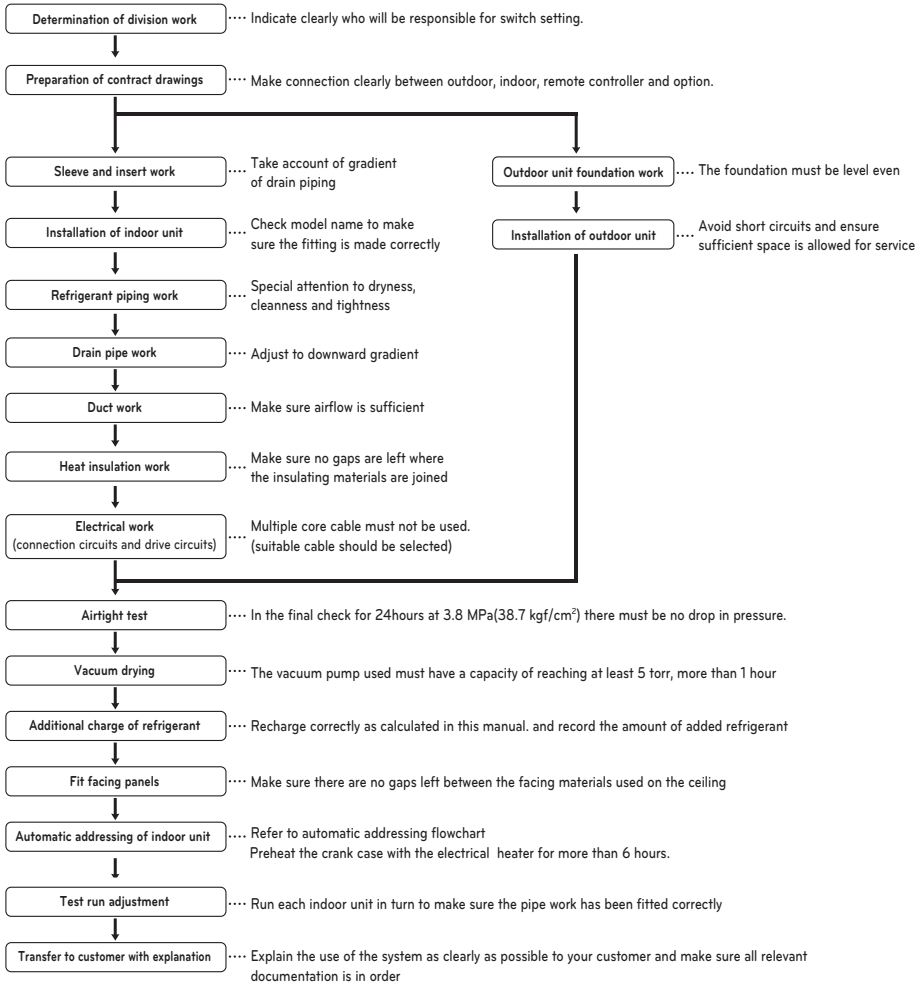 Determination of division work
···· Indicate clearly who will be responsible for switch setting.
Preparation of contract drawings
···· Make connection clearly between outdoor, indoor, remote controller and option.
Sleeve and insert work
···· Take account of gradient
of drain piping
Outdoor unit foundation work
···· The foundation must be level even
Installation of indoor unit
···· Check model name to make
sure the fitting is made correctly
Installation of outdoor unit
···· Avoid short circuits and ensure
sufficient space is allowed for service
Refrigerant piping work
···· Special attention to dryness,
cleanness and tightness
Drain pipe work
···· Adjust to downward gradient
Duct work
···· Make sure airflow is sufficient
Heat insulation work
···· Make sure no gaps are left where
the insulating materials are joined
Electrical work
(connection circuits and drive circuits)
···· Multiple core cable must not be used.
(suitable cable should be selected)
Airtight test
···· In the final check for 24hours at 3.8 MPa(38.7 kgf/cm²) there must be no drop in pressure.
Vacuum drying
···· The vacuum pump used must have a capacity of reaching at least 5 torr, more than 1 hour
Additional charge of refrigerant
···· Recharge correctly as calculated in this manual. and record the amount of added refrigerant
Fit facing panels
···· Make sure there are no gaps left between the facing materials used on the ceiling
Automatic addressing of indoor unit
···· Refer to automatic addressing flowchart
Preheat the crank case with the electrical heater for more than 6 hours.
Test run adjustment
···· Run each indoor unit in turn to make sure the pipe work has been fitted correctly
Transfer to customer with explanation
···· Explain the use of the system as clearly as possible to your customer and make sure all relevant
documentation is in order